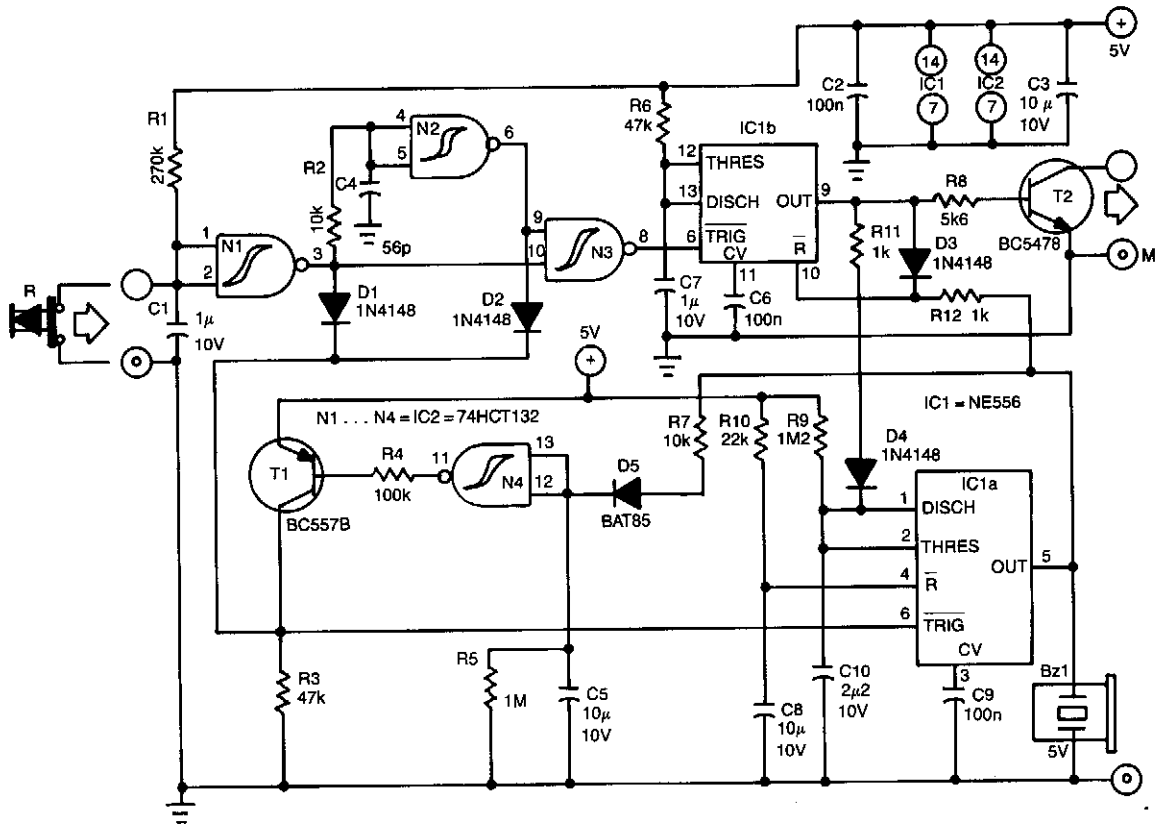 +
5V
14
14
C2
100n
IC1
IC2
7
7
C3
10 μ
10V
R1
270k
4
N2
6
5
R2
10k
C4
56p
R6
47k
IC1b
12
THRES
13
DISCH
OUT
9
6
TRIG
R
CV
11
10
R8
5k6
T2
BC5478
M
R11
1k
D3
1N4148
R12 1k
1
N1
3
2
9
10
N3
8
C7
1μ
10V
C6
100n
R
C1
1μ
10V
D1
1N4148
D2
1N4148
5V
+
N1 . . . N4 = IC2 = 74HCT132
IC1 = NE556
R7
10k
R10
22k
R9
1M2
D4
1N4148
T1
BC557B
R4
100k
11
13
12
N4
D5
BAT85
IC1a
1
DISCH
2
THRES
OUT
5
4
R
6
TRIG
CV
3
R3
47k
R5
1M
C5
10μ
10V
C8
10μ
10V
C10
2μ2
10V
C9
100n
Bz1
5V